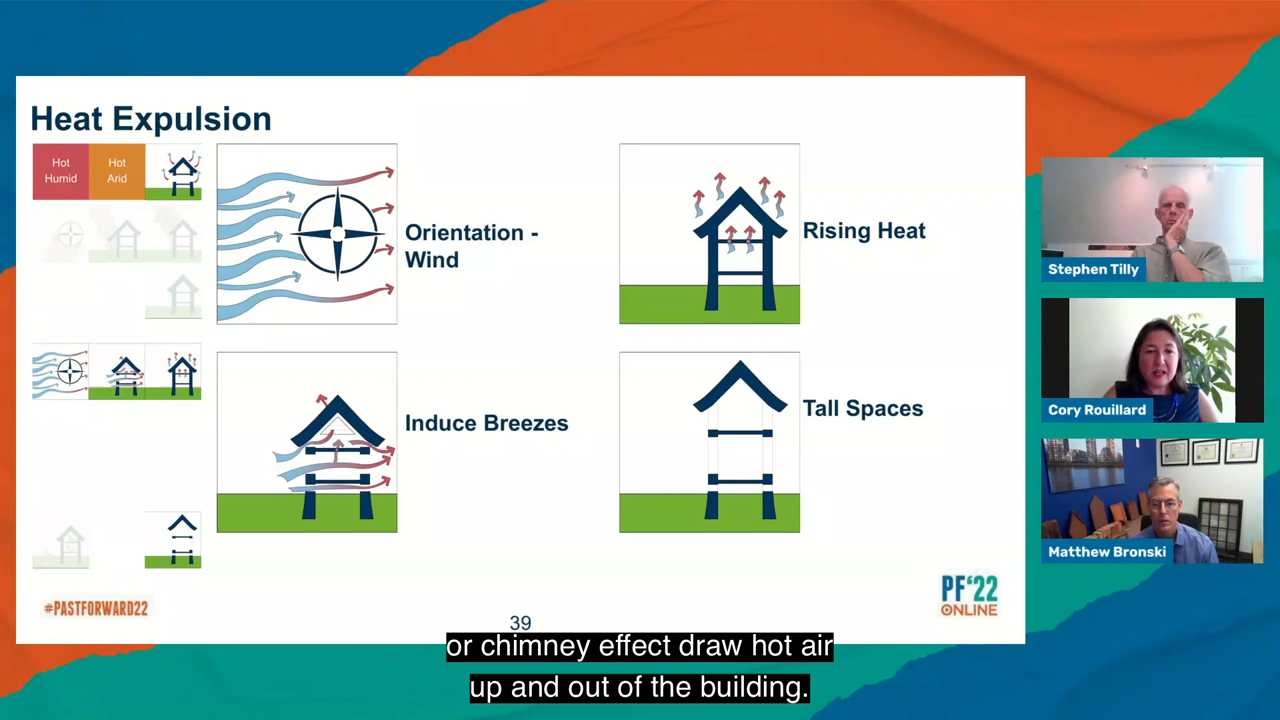 Heat Expulsion
Hot
Humid
Hot
Arid
Orientation -
Wind
Rising Heat
Induce Breezes
Tall Spaces
#PASTFORWARD22
39
PF'22
ONLINE
Stephen Tilly
Cory Rouillard
Matthew Bronski
or chimney effect draw hot air
up and out of the building.